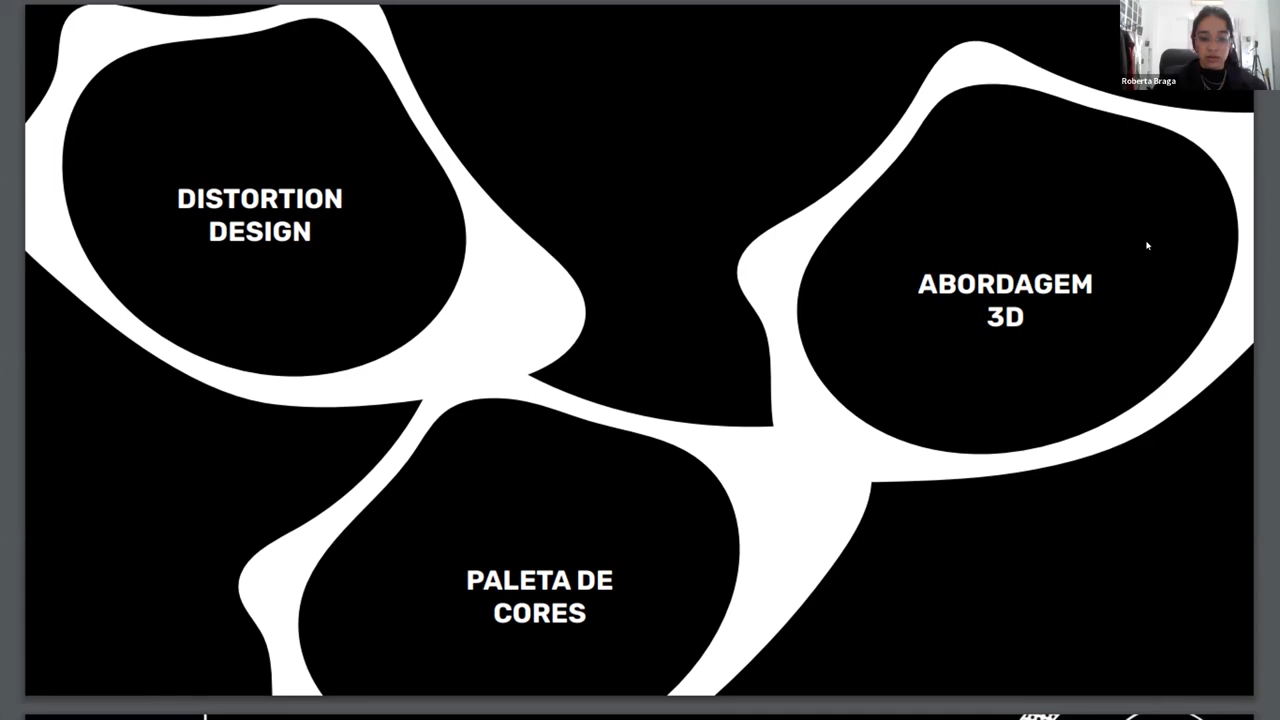 Roberta Braga
DISTORTION
DESIGN
ABORDAGEM
3D
PALETA DE
CORES